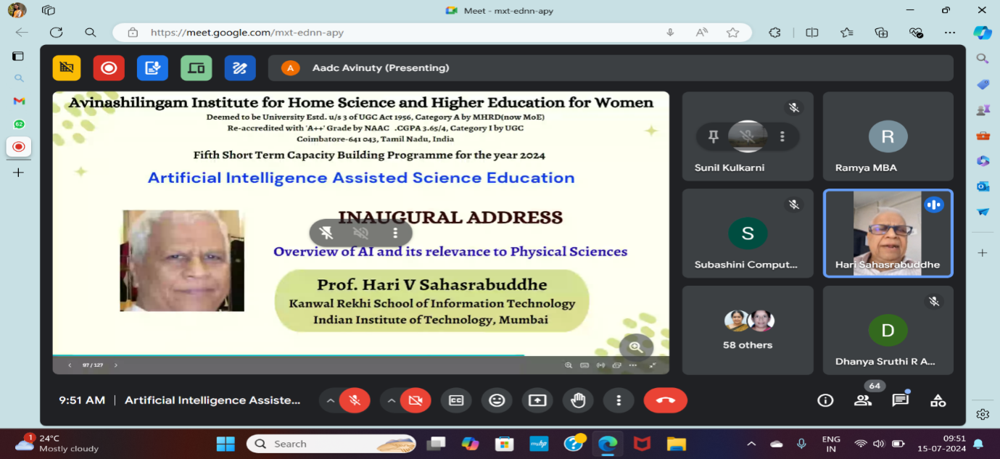 Meet - mxt-ednn-apy
https://meet.google.com/mxt-ednn-apy
A Aadc Avinuty (Presenting)
Avinashilingam Institute for Home Science and Higher Education for Women
Deemed to be University Estd. u/s 3 of UGC Act 1956, Category A by MHRD(now MoE)
Re-accredited with 'A++' Grade by NAAC .CGPA 3.65/4, Category I by UGC
Coimbatore-641 043, Tamil Nadu, India
Fifth Short Term Capacity Building Programme for the year 2024
Artificial Intelligence Assisted Science Education
INAUGURAL ADDRESS
Overview of AI and its relevance to Physical Sciences
Prof. Hari V Sahasrabuddhe
Kanwal Rekhi School of Information Technology
Indian Institute of Technology, Mumbai
97 / 127
Sunil Kulkarni
R
Ramya MBA
S
Subashini Comput...
Hari Sahasrabuddhe
58 others
D
Dhanya Sruthi R A...
62
9:51 AM | Artificial Intelligence Assiste...
CC
64
1
24°C
Mostly cloudy
Search
myhp
ENG
IN
09:51
15-07-2024